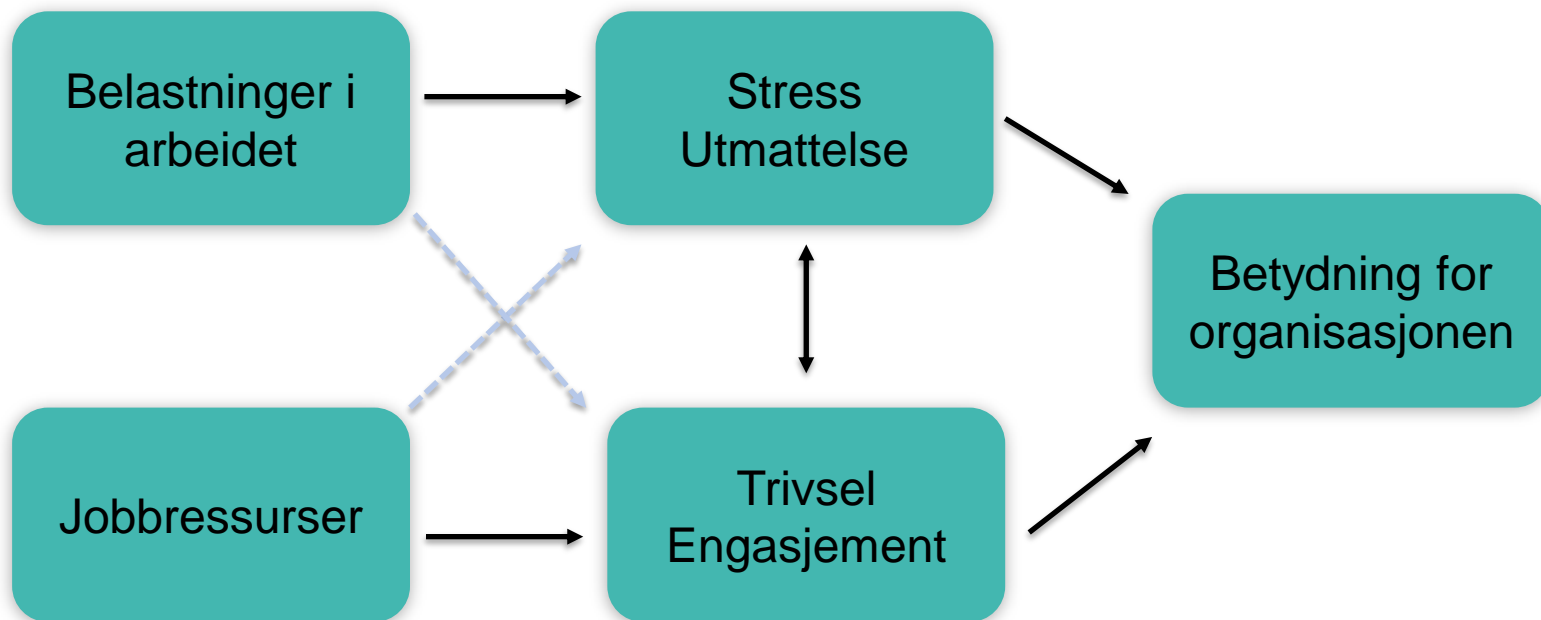 Belastninger i
arbeidet
Stress
Utmattelse
Betydning for
organisasjonen
Jobbressurser
Trivsel
Engasjement